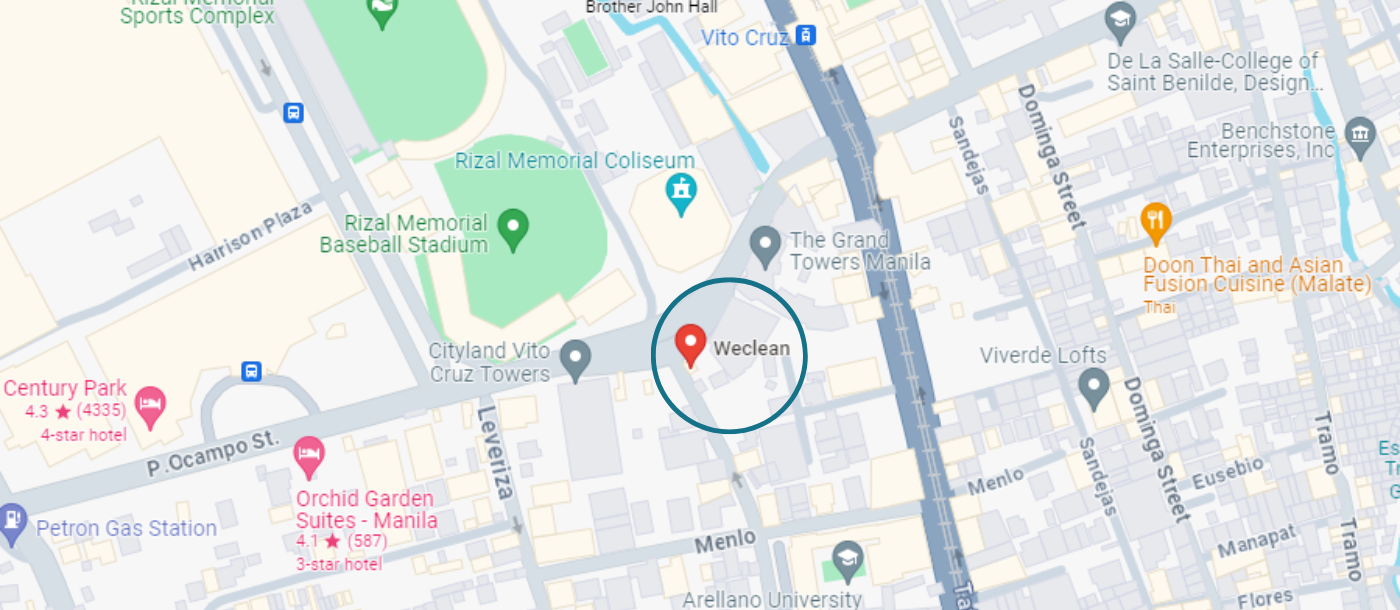 Rizal Memorial
Sports Complex
Brother John Hall
Vito Cruz
De La Salle-College of
Saint Benilde, Design...
Dominga Street
Sandejas
Benchstone
Enterprises, Inc
Rizal Memorial Coliseum
Harrison Plaza
Rizal Memorial
Baseball Stadium
The Grand
Towers Manila
Doon Thai and Asian
Fusion Cuisine (Malate)
Thai
Cityland Vito
Cruz Towers
Weclean
Viverde Lofts
Century Park
4.3 ★ (4335)
4-star hotel
P.Ocampo St.
Leveriza
Dominga Street
Sandejas
Tramo
Orchid Garden
Suites - Manila
4.1 ★ (587)
3-star hotel
Petron Gas Station
Menlo
Menlo
Eusebio
Es
Tr
G
Manapat
Tramo
Arellano University
Flores
Ta